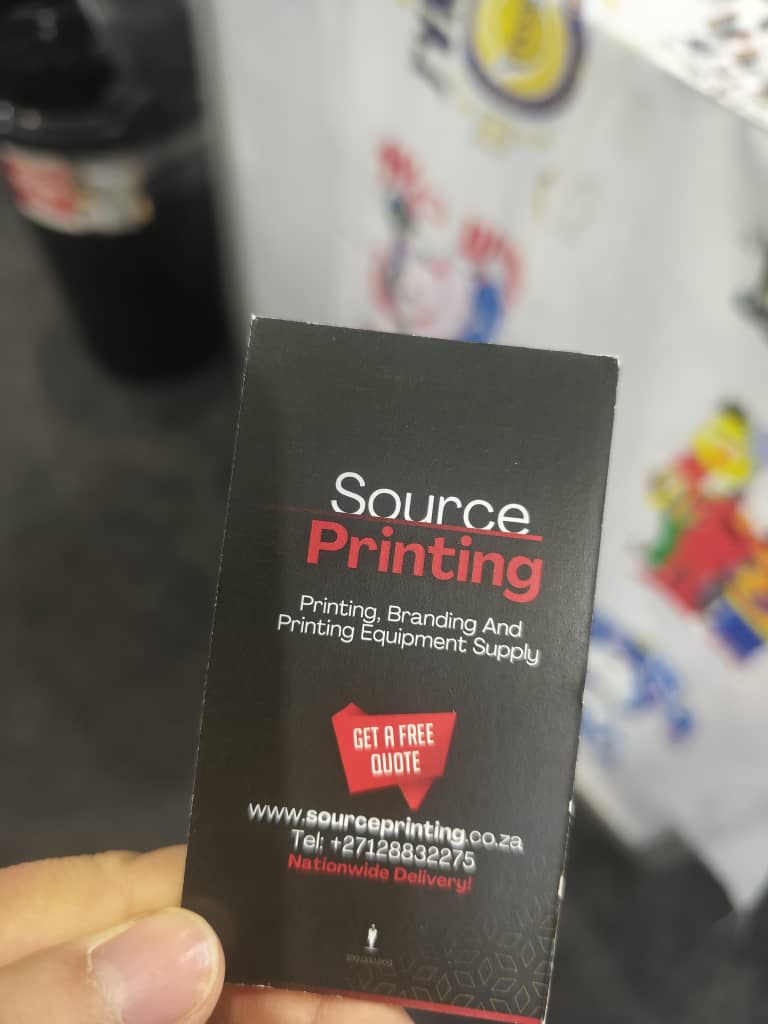 Source
Printing
Printing, Branding And
Printing Equipment Supply
GET A FREE
QUOTE
www.sourceprinting.co.za
Tel: +27128832275
Nationwide Delivery!